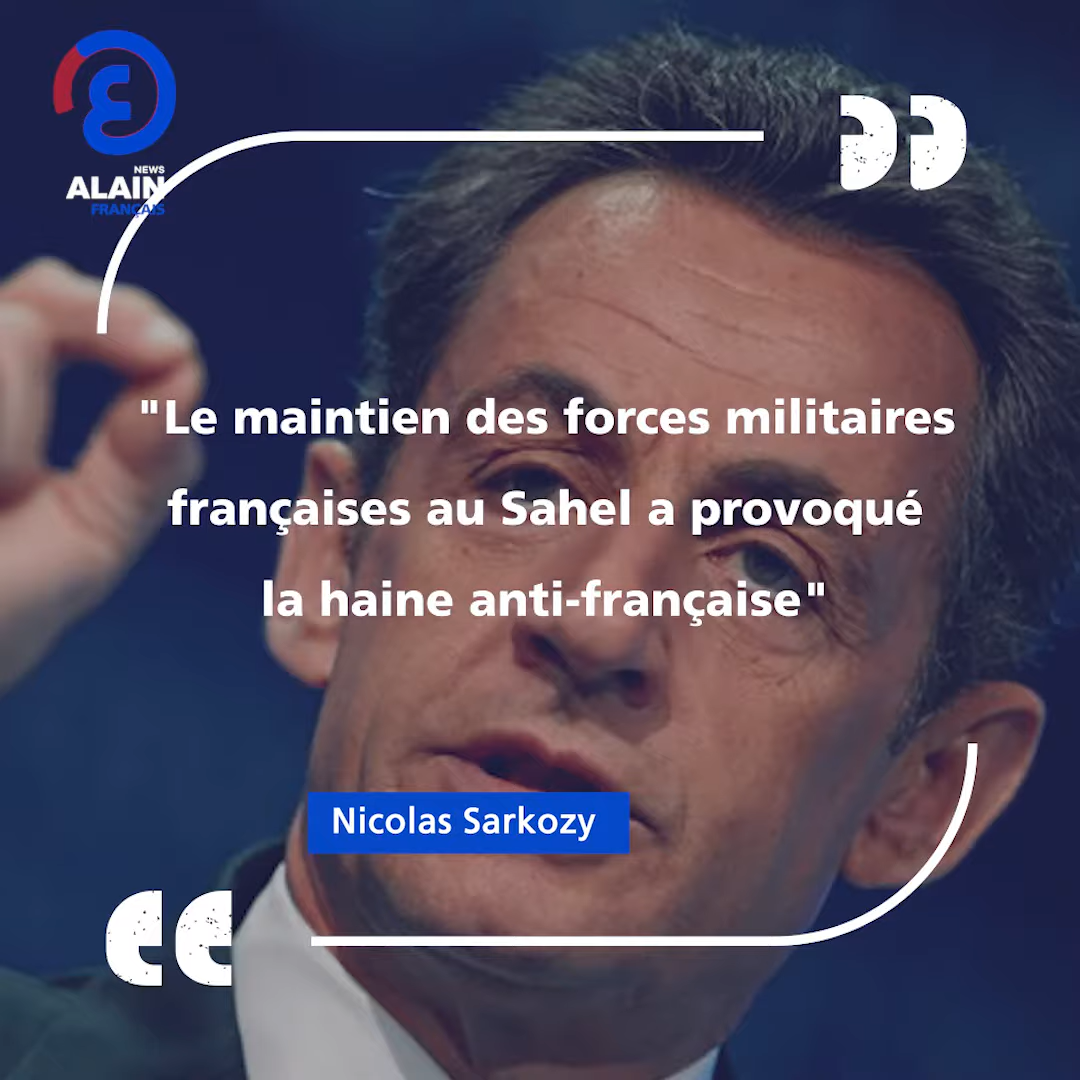 NEWS
ALAIN
FRANÇAIS
"Le maintien des forces militaires
françaises au Sahel a provoqué
la haine anti-française"
Nicolas Sarkozy